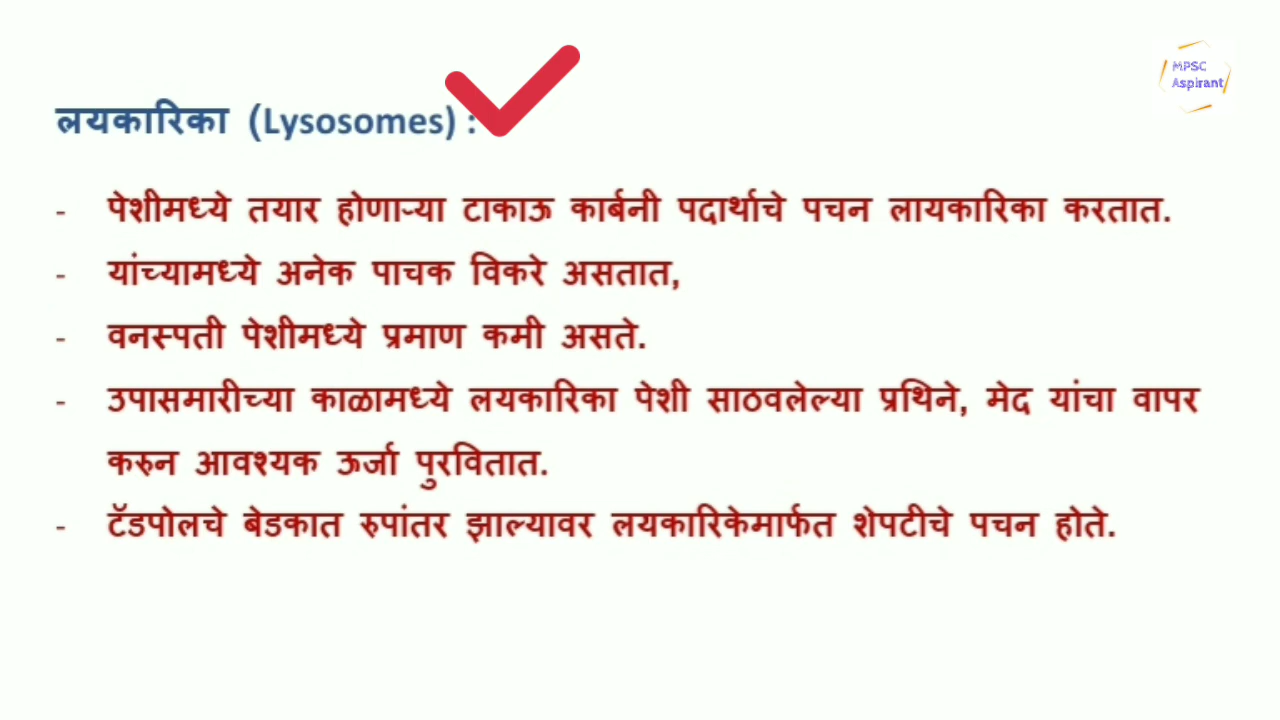 MPSC
Aspirant
लयकारिका (Lysosomes) :
- पेशीमध्ये तयार होणाऱ्या टाकाऊ कार्बनी पदार्थाचे पचन लायकारिका करतात.
- यांच्यामध्ये अनेक पाचक विकरे असतात,
- वनस्पती पेशीमध्ये प्रमाण कमी असते.
- उपासमारीच्या काळामध्ये लयकारिका पेशी साठवलेल्या प्रथिने, मेद यांचा वापर
करुन आवश्यक ऊर्जा पुरवितात.
- टॅडपोलचे बेडकात रुपांतर झाल्यावर लयकारिकेमार्फत शेपटीचे पचन होते.